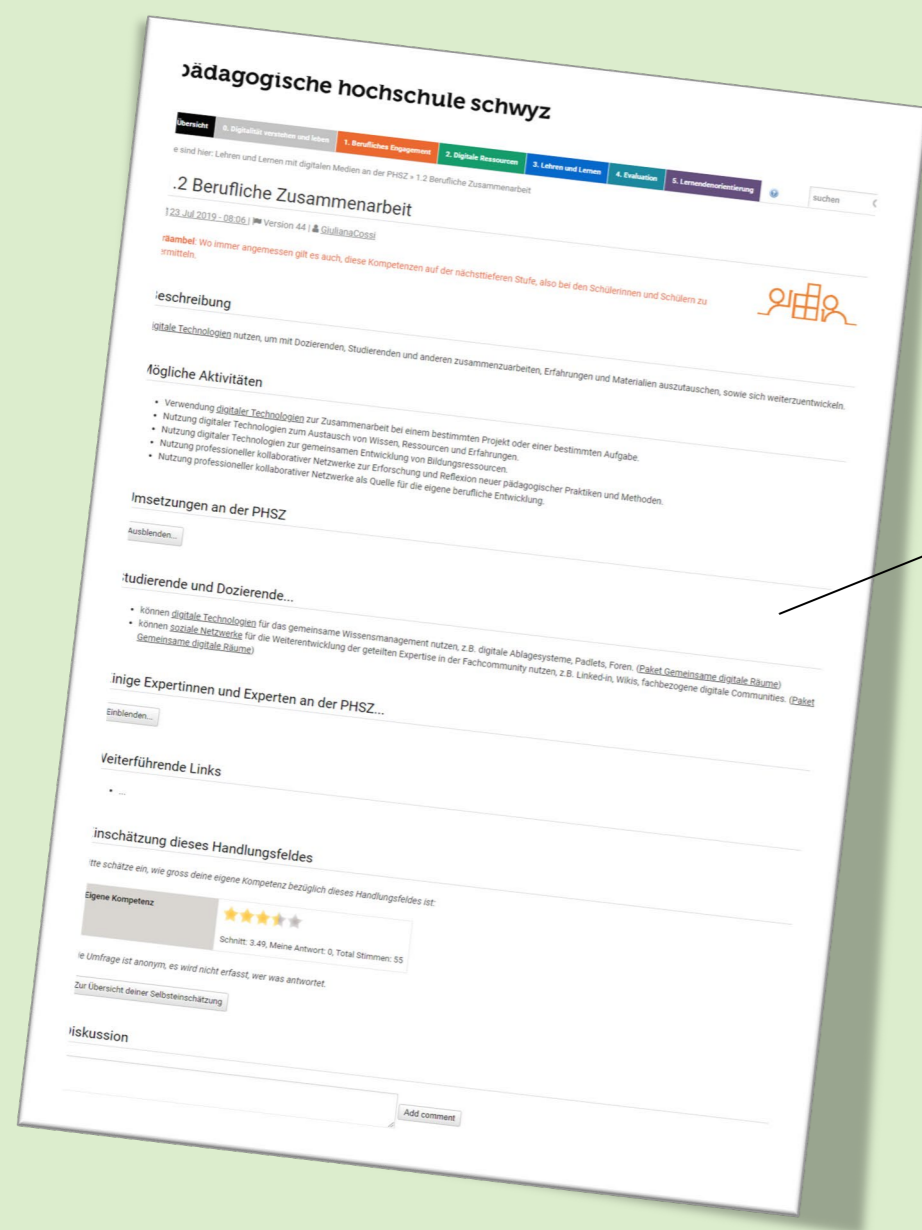 pädagogische hochschule schwyz
Übersicht 0. Digitalität verstehen und leben 1. Berufliches Engagement 2. Digitale Ressourcen 3. Lehren und Lernen 4. Evaluation 5. Lernendenorientierung suchen
e sind hier: Lehren und Lernen mit digitalen Medien an der PHSZ » 1.2 Berufliche Zusammenarbeit
.2 Berufliche Zusammenarbeit
23 Jul 2019 - 08:06 | Version 44 | GiulianaCossi
räambel: Wo immer angemessen gilt es auch, diese Kompetenzen auf der nächsttieferen Stufe, also bei den Schülerinnen und Schülern zu
ermitteln.
eschreibung
igitale Technologien nutzen, um mit Dozierenden, Studierenden und anderen zusammenzuarbeiten, Erfahrungen und Materialien auszutauschen, sowie sich weiterzuentwickeln.
Mögliche Aktivitäten
• Verwendung digitaler Technologien zur Zusammenarbeit bei einem bestimmten Projekt oder einer bestimmten Aufgabe.
• Nutzung digitaler Technologien zum Austausch von Wissen, Ressourcen und Erfahrungen.
• Nutzung digitaler Technologien zur gemeinsamen Entwicklung von Bildungsressourcen.
• Nutzung professioneller kollaborativer Netzwerke zur Erforschung und Reflexion neuer pädagogischer Praktiken und Methoden.
• Nutzung professioneller kollaborativer Netzwerke als Quelle für die eigene berufliche Entwicklung.
Imsetzungen an der PHSZ
Ausblenden...
tudierende und Dozierende...
• können digitale Technologien für das gemeinsame Wissensmanagement nutzen, z.B. digitale Ablagesysteme, Padlets, Foren. (Paket Gemeinsame digitale Räume)
• können soziale Netzwerke für die Weiterentwicklung der geteilten Expertise in der Fachcommunity nutzen, z.B. Linked-in, Wikis, fachbezogene digitale Communities. (Paket
Gemeinsame digitale Räume)
inige Expertinnen und Experten an der PHSZ...
Einblenden...
Weiterführende Links
• ...
inschätzung dieses Handlungsfeldes
itte schätze ein, wie gross deine eigene Kompetenz bezüglich dieses Handlungsfeldes ist:
Eigene Kompetenz
Schnitt: 3.49, Meine Antwort: 0, Total Stimmen: 55
ie Umfrage ist anonym, es wird nicht erfasst, wer was antwortet.
Zur Übersicht deiner Selbsteinschätzung
iskussion
Add comment